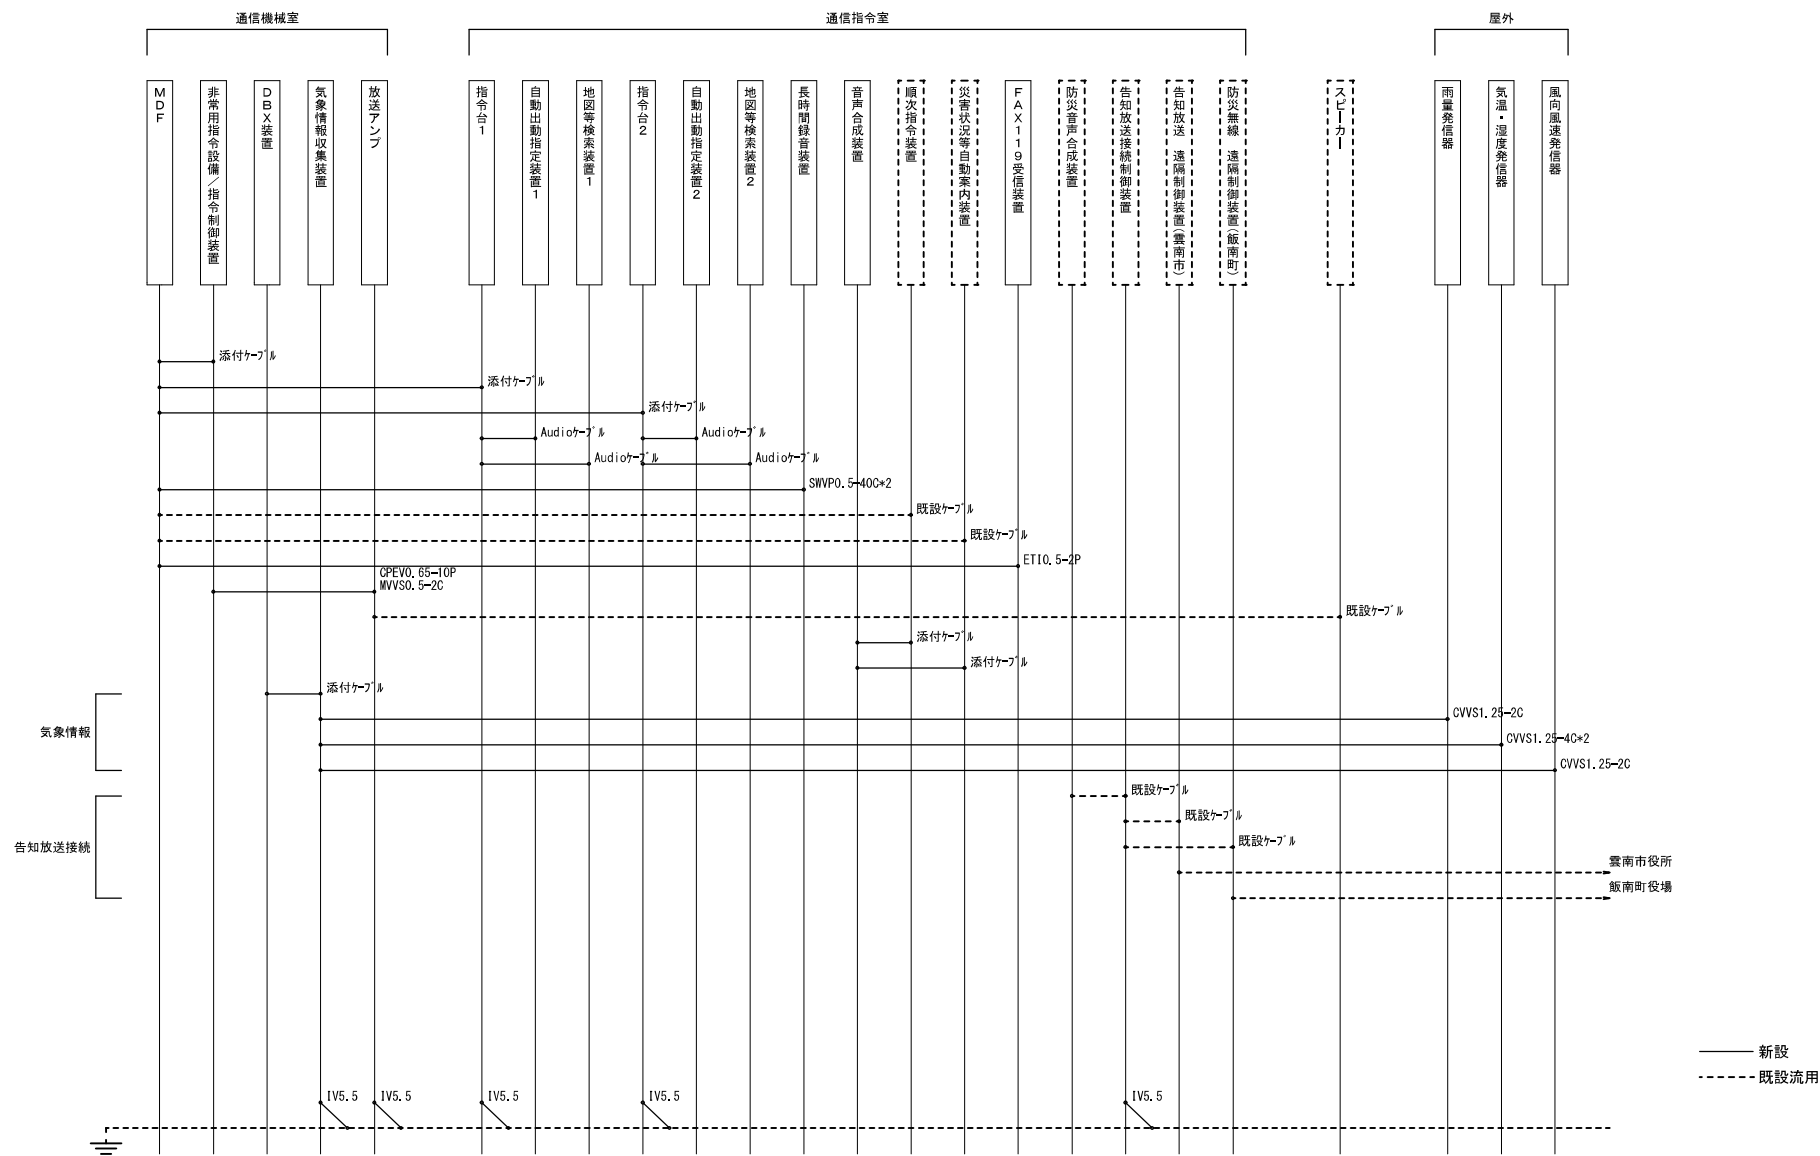 通信機械室
通信指令室
屋外
ＭＤＦ
非常用指令設備／指令制御装置
ＤＢＸ装置
気象情報収集装置
放送アンプ
指令台１
自動出動指定装置１
地図等検索装置１
指令台２
自動出動指定装置２
地図等検索装置２
長時間録音装置
音声合成装置
順次指令装置
災害状況等自動案内装置
ＦＡＸ１１９受信装置
防災音声合成装置
告知放送接続制御装置
告知放送　遠隔制御装置（雲南市）
防災無線　遠隔制御装置（飯南町）
スピーカー
雨量発信器
気温・湿度発信器
風向風速発信器
添付ｹｰﾌﾞﾙ
添付ｹｰﾌﾞﾙ
添付ｹｰﾌﾞﾙ
Audioｹｰﾌﾞﾙ
Audioｹｰﾌﾞﾙ
Audioｹｰﾌﾞﾙ
Audioｹｰﾌﾞﾙ
SWVP0.5-40C*2
既設ｹｰﾌﾞﾙ
既設ｹｰﾌﾞﾙ
ETI0.5-2P
CPEV0.65-10P
MVVS0.5-2C
既設ｹｰﾌﾞﾙ
添付ｹｰﾌﾞﾙ
添付ｹｰﾌﾞﾙ
添付ｹｰﾌﾞﾙ
CVVS1.25-2C
気象情報
CVVS1.25-4C*2
CVVS1.25-2C
既設ｹｰﾌﾞﾙ
既設ｹｰﾌﾞﾙ
既設ｹｰﾌﾞﾙ
告知放送接続
雲南市役所
飯南町役場
新設
既設流用
IV5.5
IV5.5
IV5.5
IV5.5
IV5.5